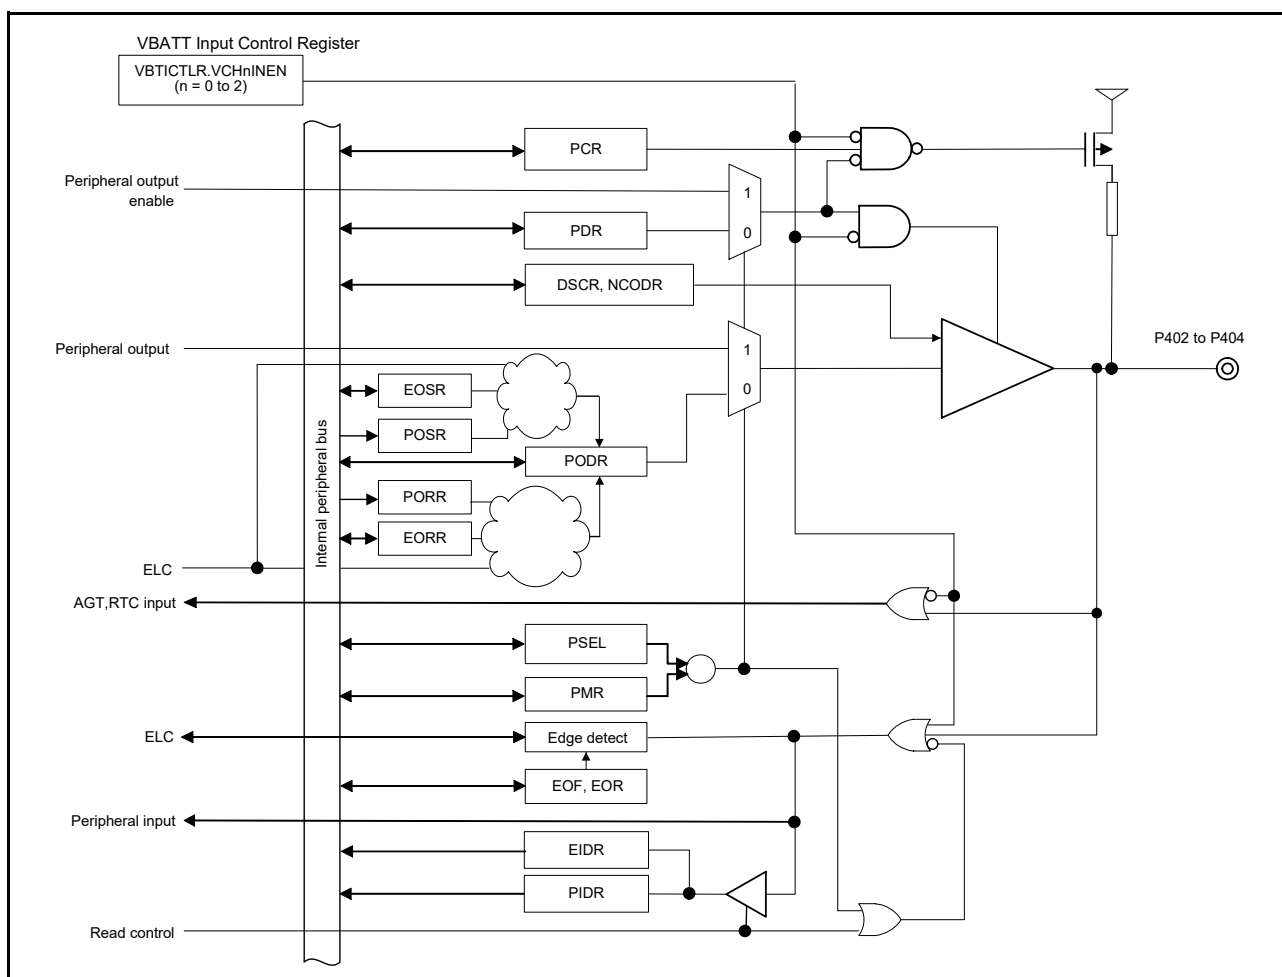 VBATT Input Control Register
VBTICTLR.VCHnINEN
(n = 0 to 2)
PCR
Peripheral output
enable
1
0
PDR
DSCR, NCODR
Peripheral output
1
0
P402 to P404
EOSR
POSR
PODR
PORR
EORR
Internal peripheral bus
ELC
AGT,RTC input
PSEL
PMR
ELC
Edge detect
EOF, EOR
Peripheral input
EIDR
PIDR
Read control